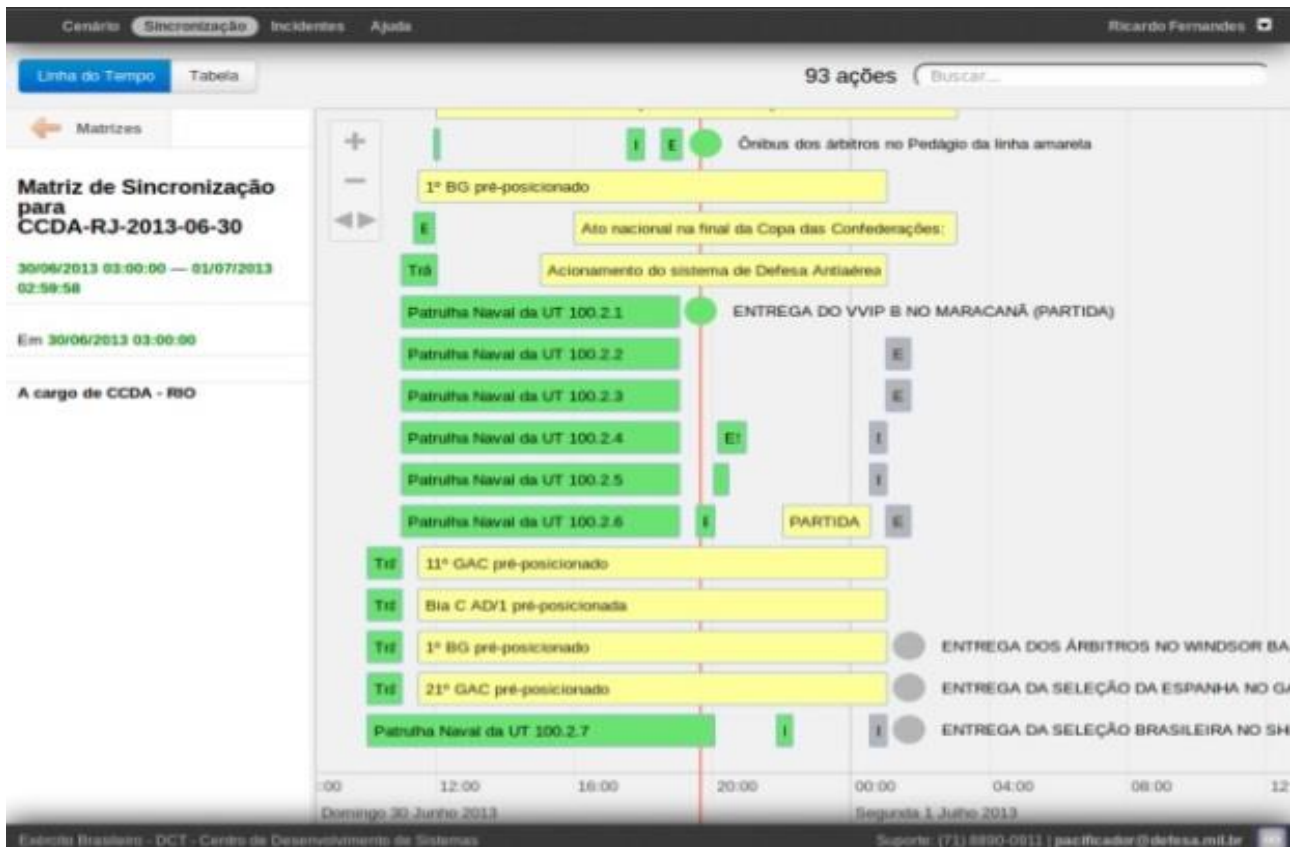 Cenário Sincronização Incidentes Ajuda Ricardo Fernandes
Linha do Tempo Tabela 93 ações Buscar...
Matrizes
Matriz de Sincronização
para
CCDA-RJ-2013-06-30
30/06/2013 03:00:00 — 01/07/2013
02:59:58
Em 30/06/2013 03:00:00
A cargo de CCDA - RIO
I E Ônibus dos árbitros no Pedágio da linha amarela
1º BG pré-posicionado
E Ato nacional na final da Copa das Confederações:
Trâ Acionamento do sistema de Defesa Antiaérea
Patrulha Naval da UT 100.2.1 ENTREGA DO VVIP B NO MARACANÃ (PARTIDA)
Patrulha Naval da UT 100.2.2 E
Patrulha Naval da UT 100.2.3 E
Patrulha Naval da UT 100.2.4 I
Patrulha Naval da UT 100.2.5 I
Patrulha Naval da UT 100.2.6 E PARTIDA E
11º GAC pré-posicionado
Bia C AD/1 pré-posicionada
1º BG pré-posicionado ENTREGA DOS ÁRBITROS NO WINDSOR BA
21º GAC pré-posicionado ENTREGA DA SELEÇÃO DA ESPANHA NO GA
Patrulha Naval da UT 100.2.7 I I ENTREGA DA SELEÇÃO BRASILEIRA NO SH
:00 12:00 16:00 20:00 00:00 04:00 08:00 12
Domingo 30 Junho 2013 Segunda 1 Julho 2013
Exército Brasileiro - DCT - Centro de Desenvolvimento de Sistemas Suporte: (71) 8890-0811 | pacificador@defesa.mil.br